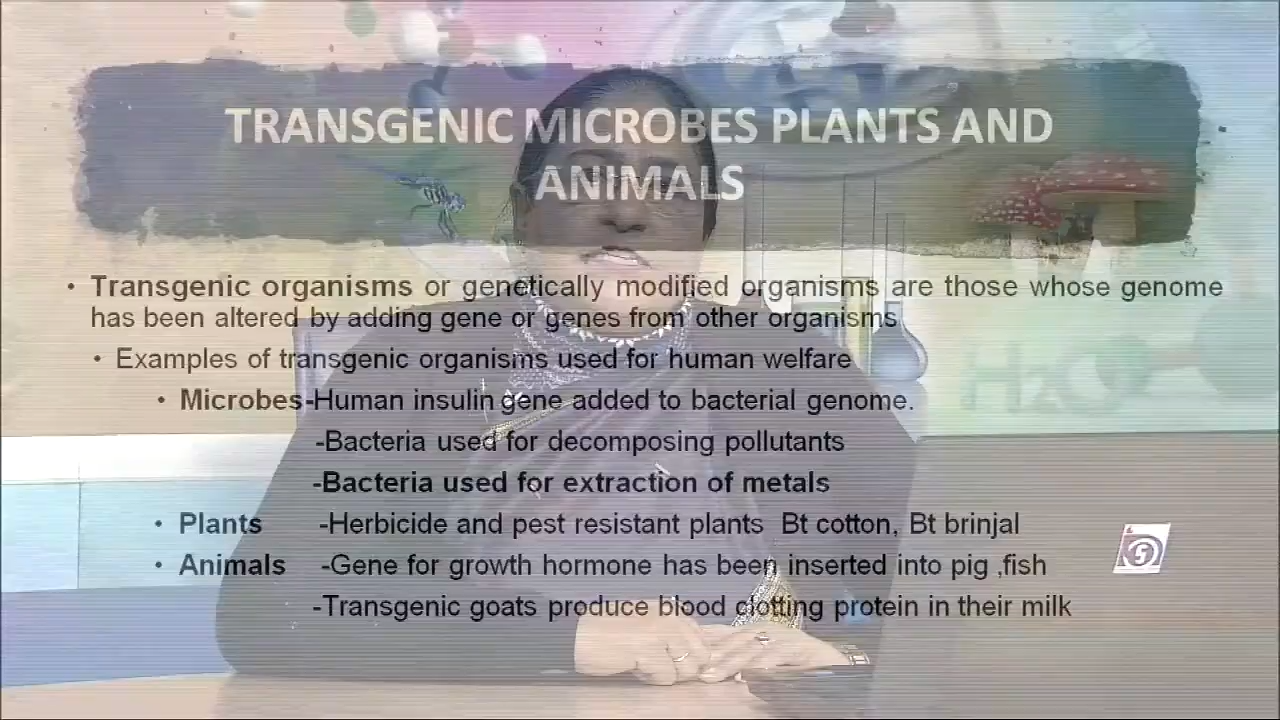 TRANSGENIC MICROBES PLANTS AND
ANIMALS
• Transgenic organisms or genetically modified organisms are those whose genome
has been altered by adding gene or genes from other organisms
• Examples of transgenic organisms used for human welfare
• Microbes-Human insulin gene added to bacterial genome.
-Bacteria used for decomposing pollutants
-Bacteria used for extraction of metals
• Plants -Herbicide and pest resistant plants Bt cotton, Bt brinjal
• Animals -Gene for growth hormone has been inserted into pig ,fish
-Transgenic goats produce blood clotting protein in their milk
H2O